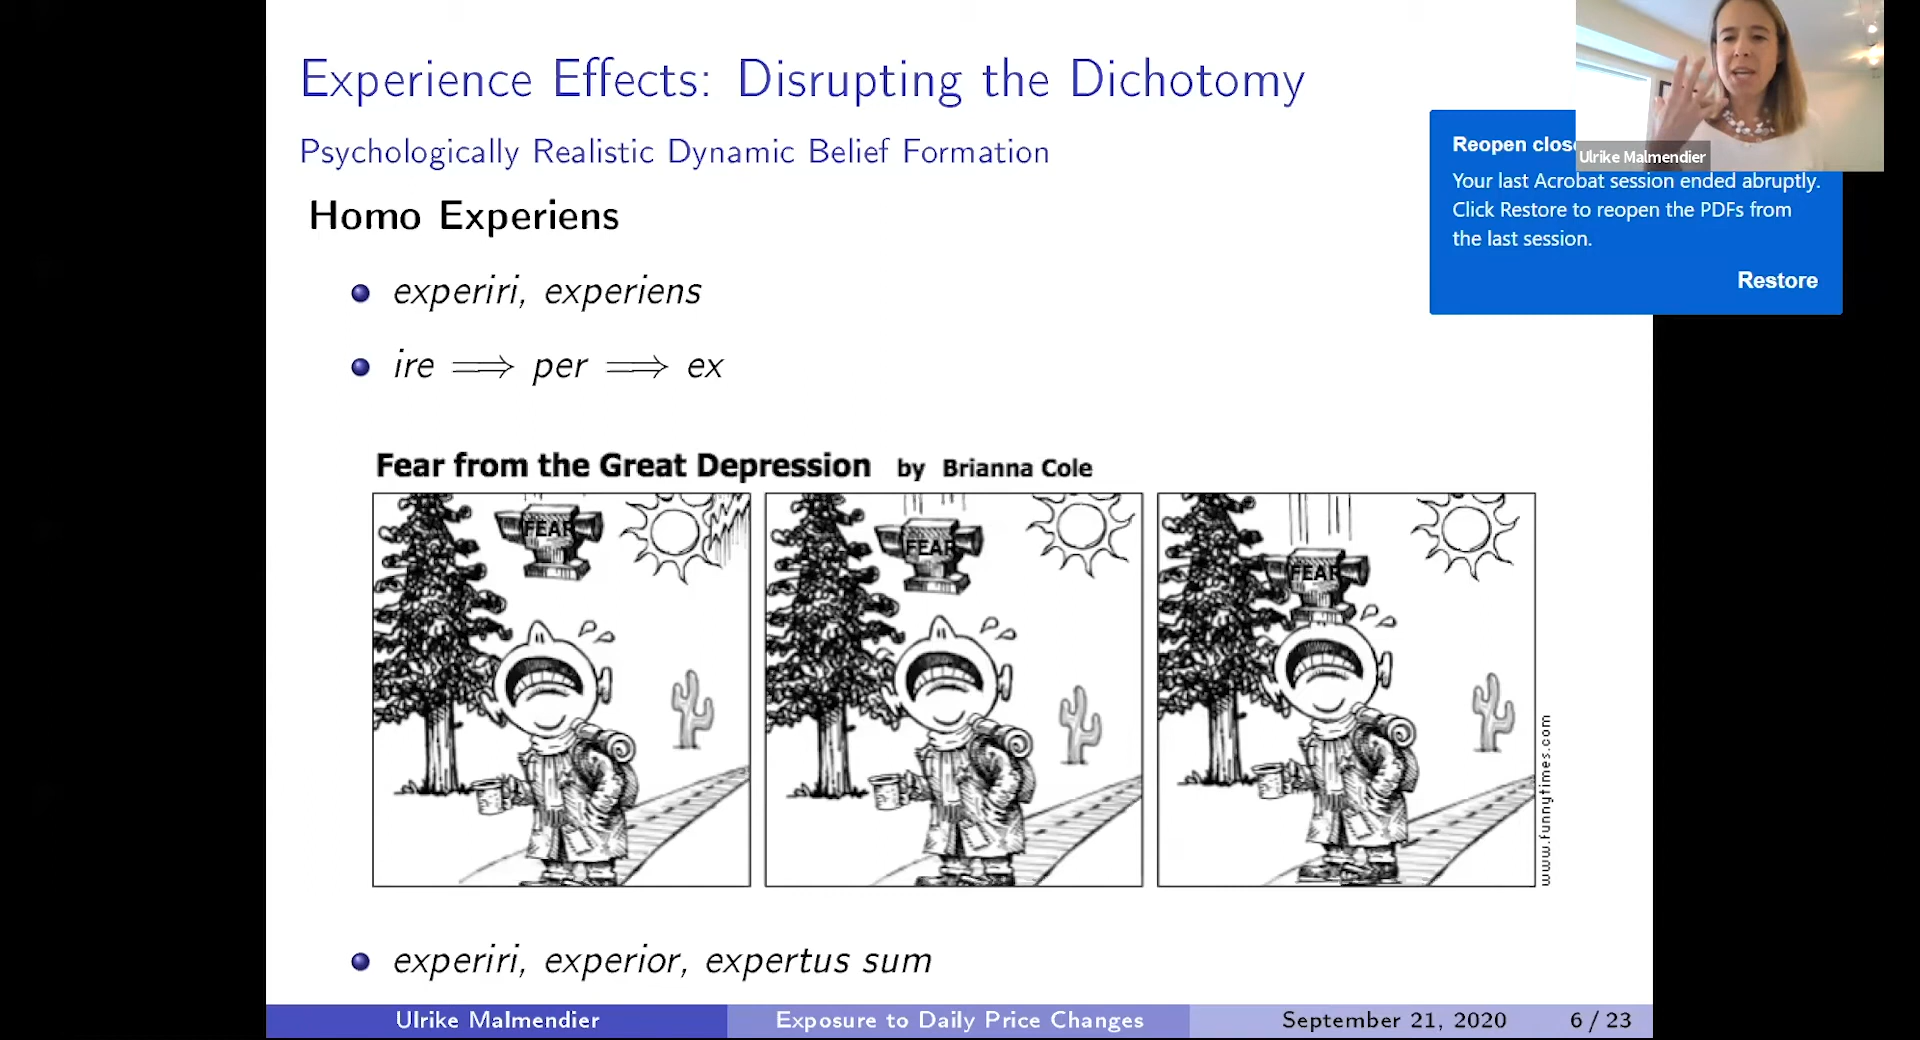 Experience Effects: Disrupting the Dichotomy
Psychologically Realistic Dynamic Belief Formation
Homo Experiens
experiri, experiens
ire ⟹ per ⟹ ex
Fear from the Great Depression by Brianna Cole
FEAR
FEAR
FEAR
www.funnytimes.com
experiri, experior, expertus sum
Ulrike Malmendier
Exposure to Daily Price Changes
September 21, 2020
6 / 23
Ulrike Malmendier
Reopen
Your last Acrobat session ended abruptly.
Click Restore to reopen the PDFs from
the last session.
Restore